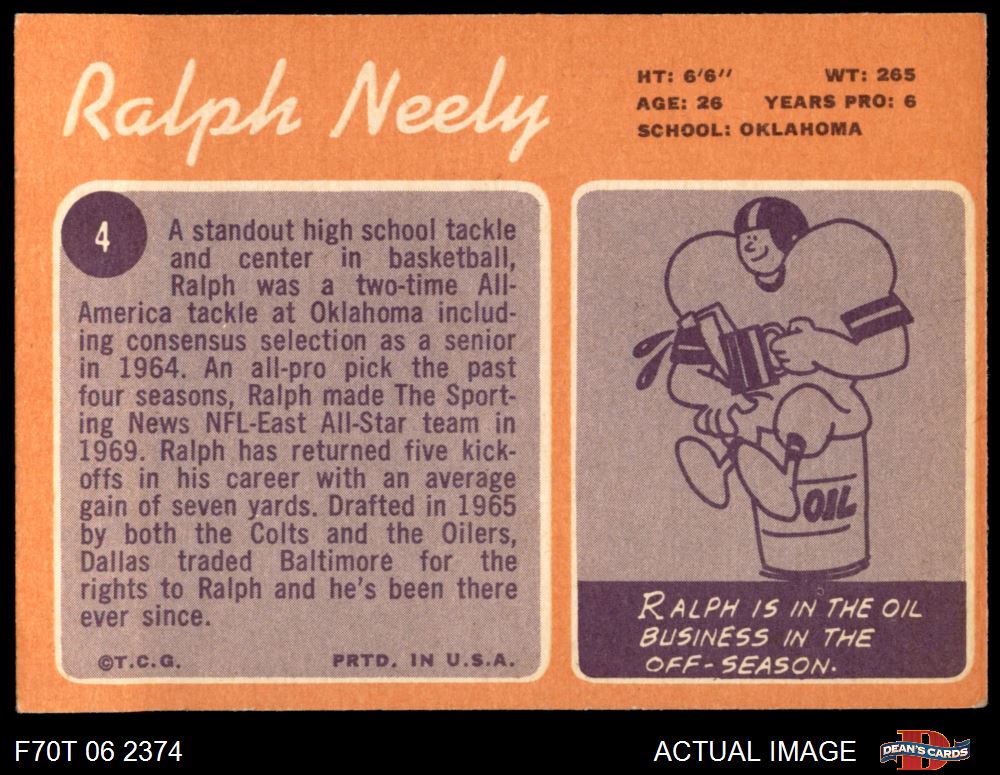 Ralph Neely
HT: 6'6" WT: 265
AGE: 26 YEARS PRO: 6
SCHOOL: OKLAHOMA
4
A standout high school tackle
and center in basketball,
Ralph was a two-time All-
America tackle at Oklahoma includ-
ing consensus selection as a senior
in 1964. An all-pro pick the past
four seasons, Ralph made The Sport-
ing News NFL-East All-Star team in
1969. Ralph has returned five kick-
offs in his career with an average
gain of seven yards. Drafted in 1965
by both the Colts and the Oilers,
Dallas traded Baltimore for the
rights to Ralph and he's been there
ever since.
©T.C.G. PRTD. IN U.S.A.
OIL
RALPH IS IN THE OIL
BUSINESS IN THE
OFF-SEASON.
F70T 06 2374
ACTUAL IMAGE
D
DEAN'S CARDS